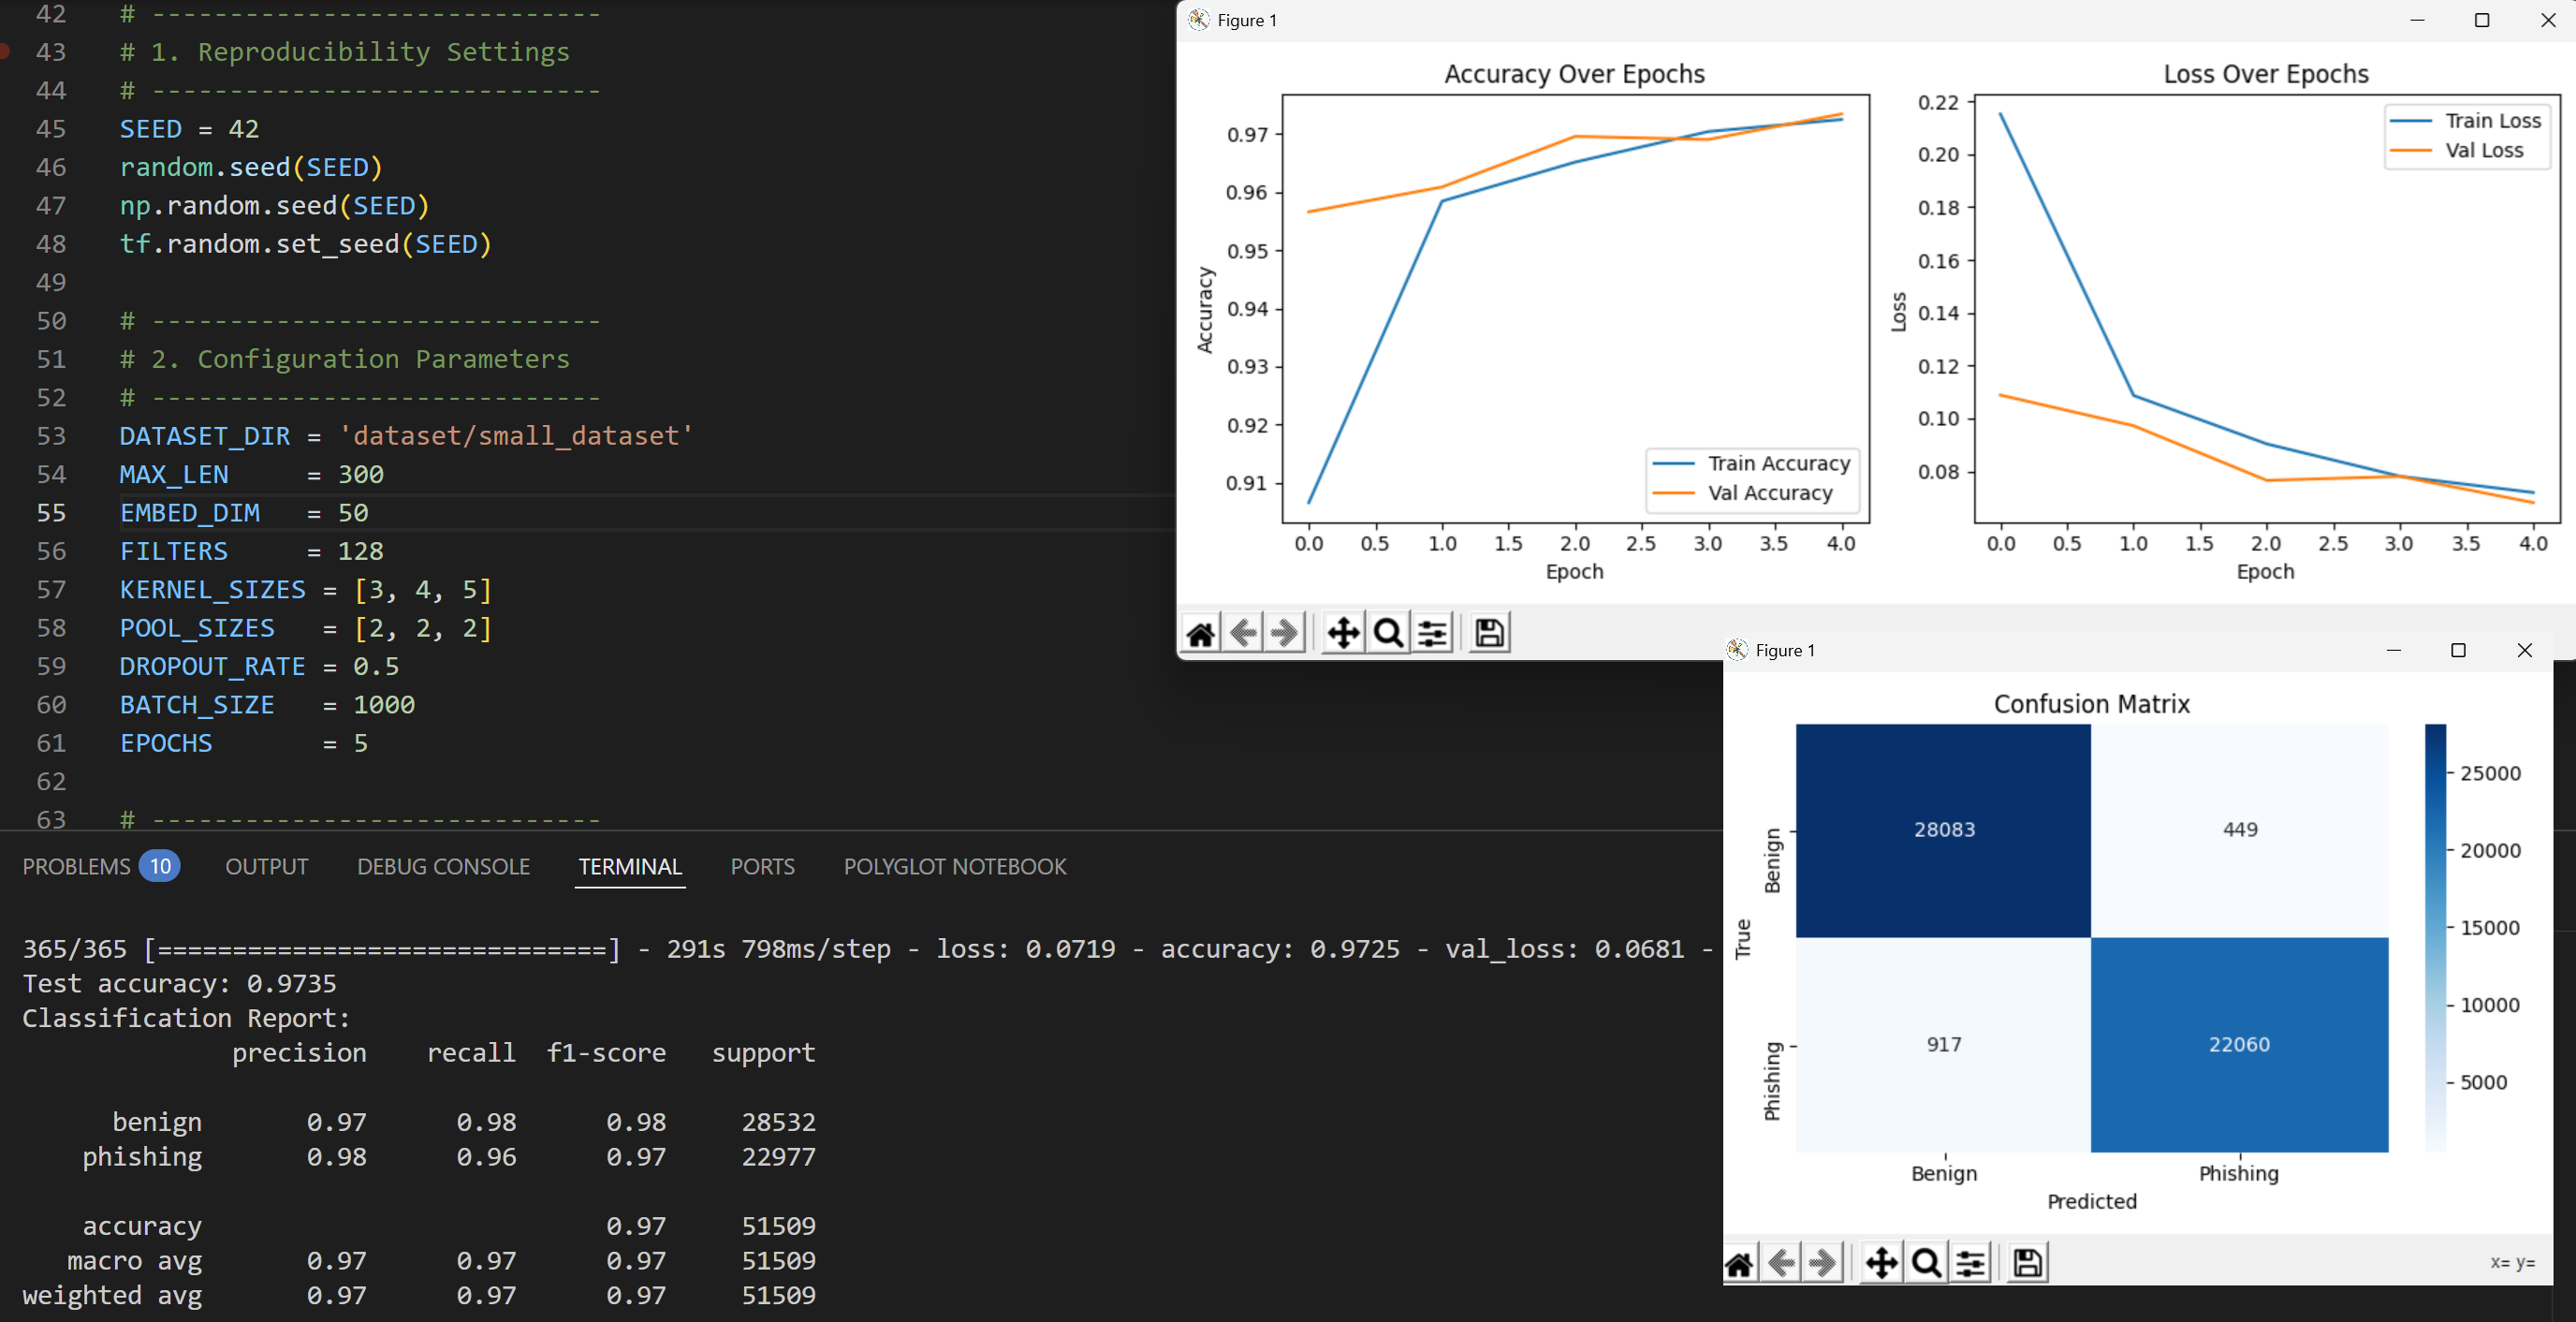 42 # -----------------------------
43 # 1. Reproducibility Settings
44 # -----------------------------
45 SEED = 42
46 random.seed(SEED)
47 np.random.seed(SEED)
48 tf.random.set_seed(SEED)
49
50 # -----------------------------
51 # 2. Configuration Parameters
52 # -----------------------------
53 DATASET_DIR = 'dataset/small_dataset'
54 MAX_LEN     = 300
55 EMBED_DIM   = 50
56 FILTERS     = 128
57 KERNEL_SIZES = [3, 4, 5]
58 POOL_SIZES   = [2, 2, 2]
59 DROPOUT_RATE = 0.5
60 BATCH_SIZE   = 1000
61 EPOCHS       = 5
62
63 # -----------------------------
Figure 1
Accuracy Over Epochs
Accuracy
0.97
0.96
0.95
0.94
0.93
0.92
0.91
Train Accuracy
Val Accuracy
0.0 0.5 1.0 1.5 2.0 2.5 3.0 3.5 4.0
Epoch
Loss Over Epochs
Loss
0.22
0.20
0.18
0.16
0.14
0.12
0.10
0.08
Train Loss
Val Loss
0.0 0.5 1.0 1.5 2.0 2.5 3.0 3.5 4.0
Epoch
PROBLEMS 10 OUTPUT DEBUG CONSOLE TERMINAL PORTS POLYGLOT NOTEBOOK
365/365 [==============================] - 291s 798ms/step - loss: 0.0719 - accuracy: 0.9725 - val_loss: 0.0681 -
Test accuracy: 0.9735
Classification Report:
precision recall f1-score support
benign 0.97 0.98 0.98 28532
phishing 0.98 0.96 0.97 22977
accuracy 0.97 51509
macro avg 0.97 0.97 0.97 51509
weighted avg 0.97 0.97 0.97 51509
Figure 1
Confusion Matrix
True
Benign
28083 449
Phishing
917 22060
Benign Phishing
Predicted
25000
20000
15000
10000
5000
x= y=